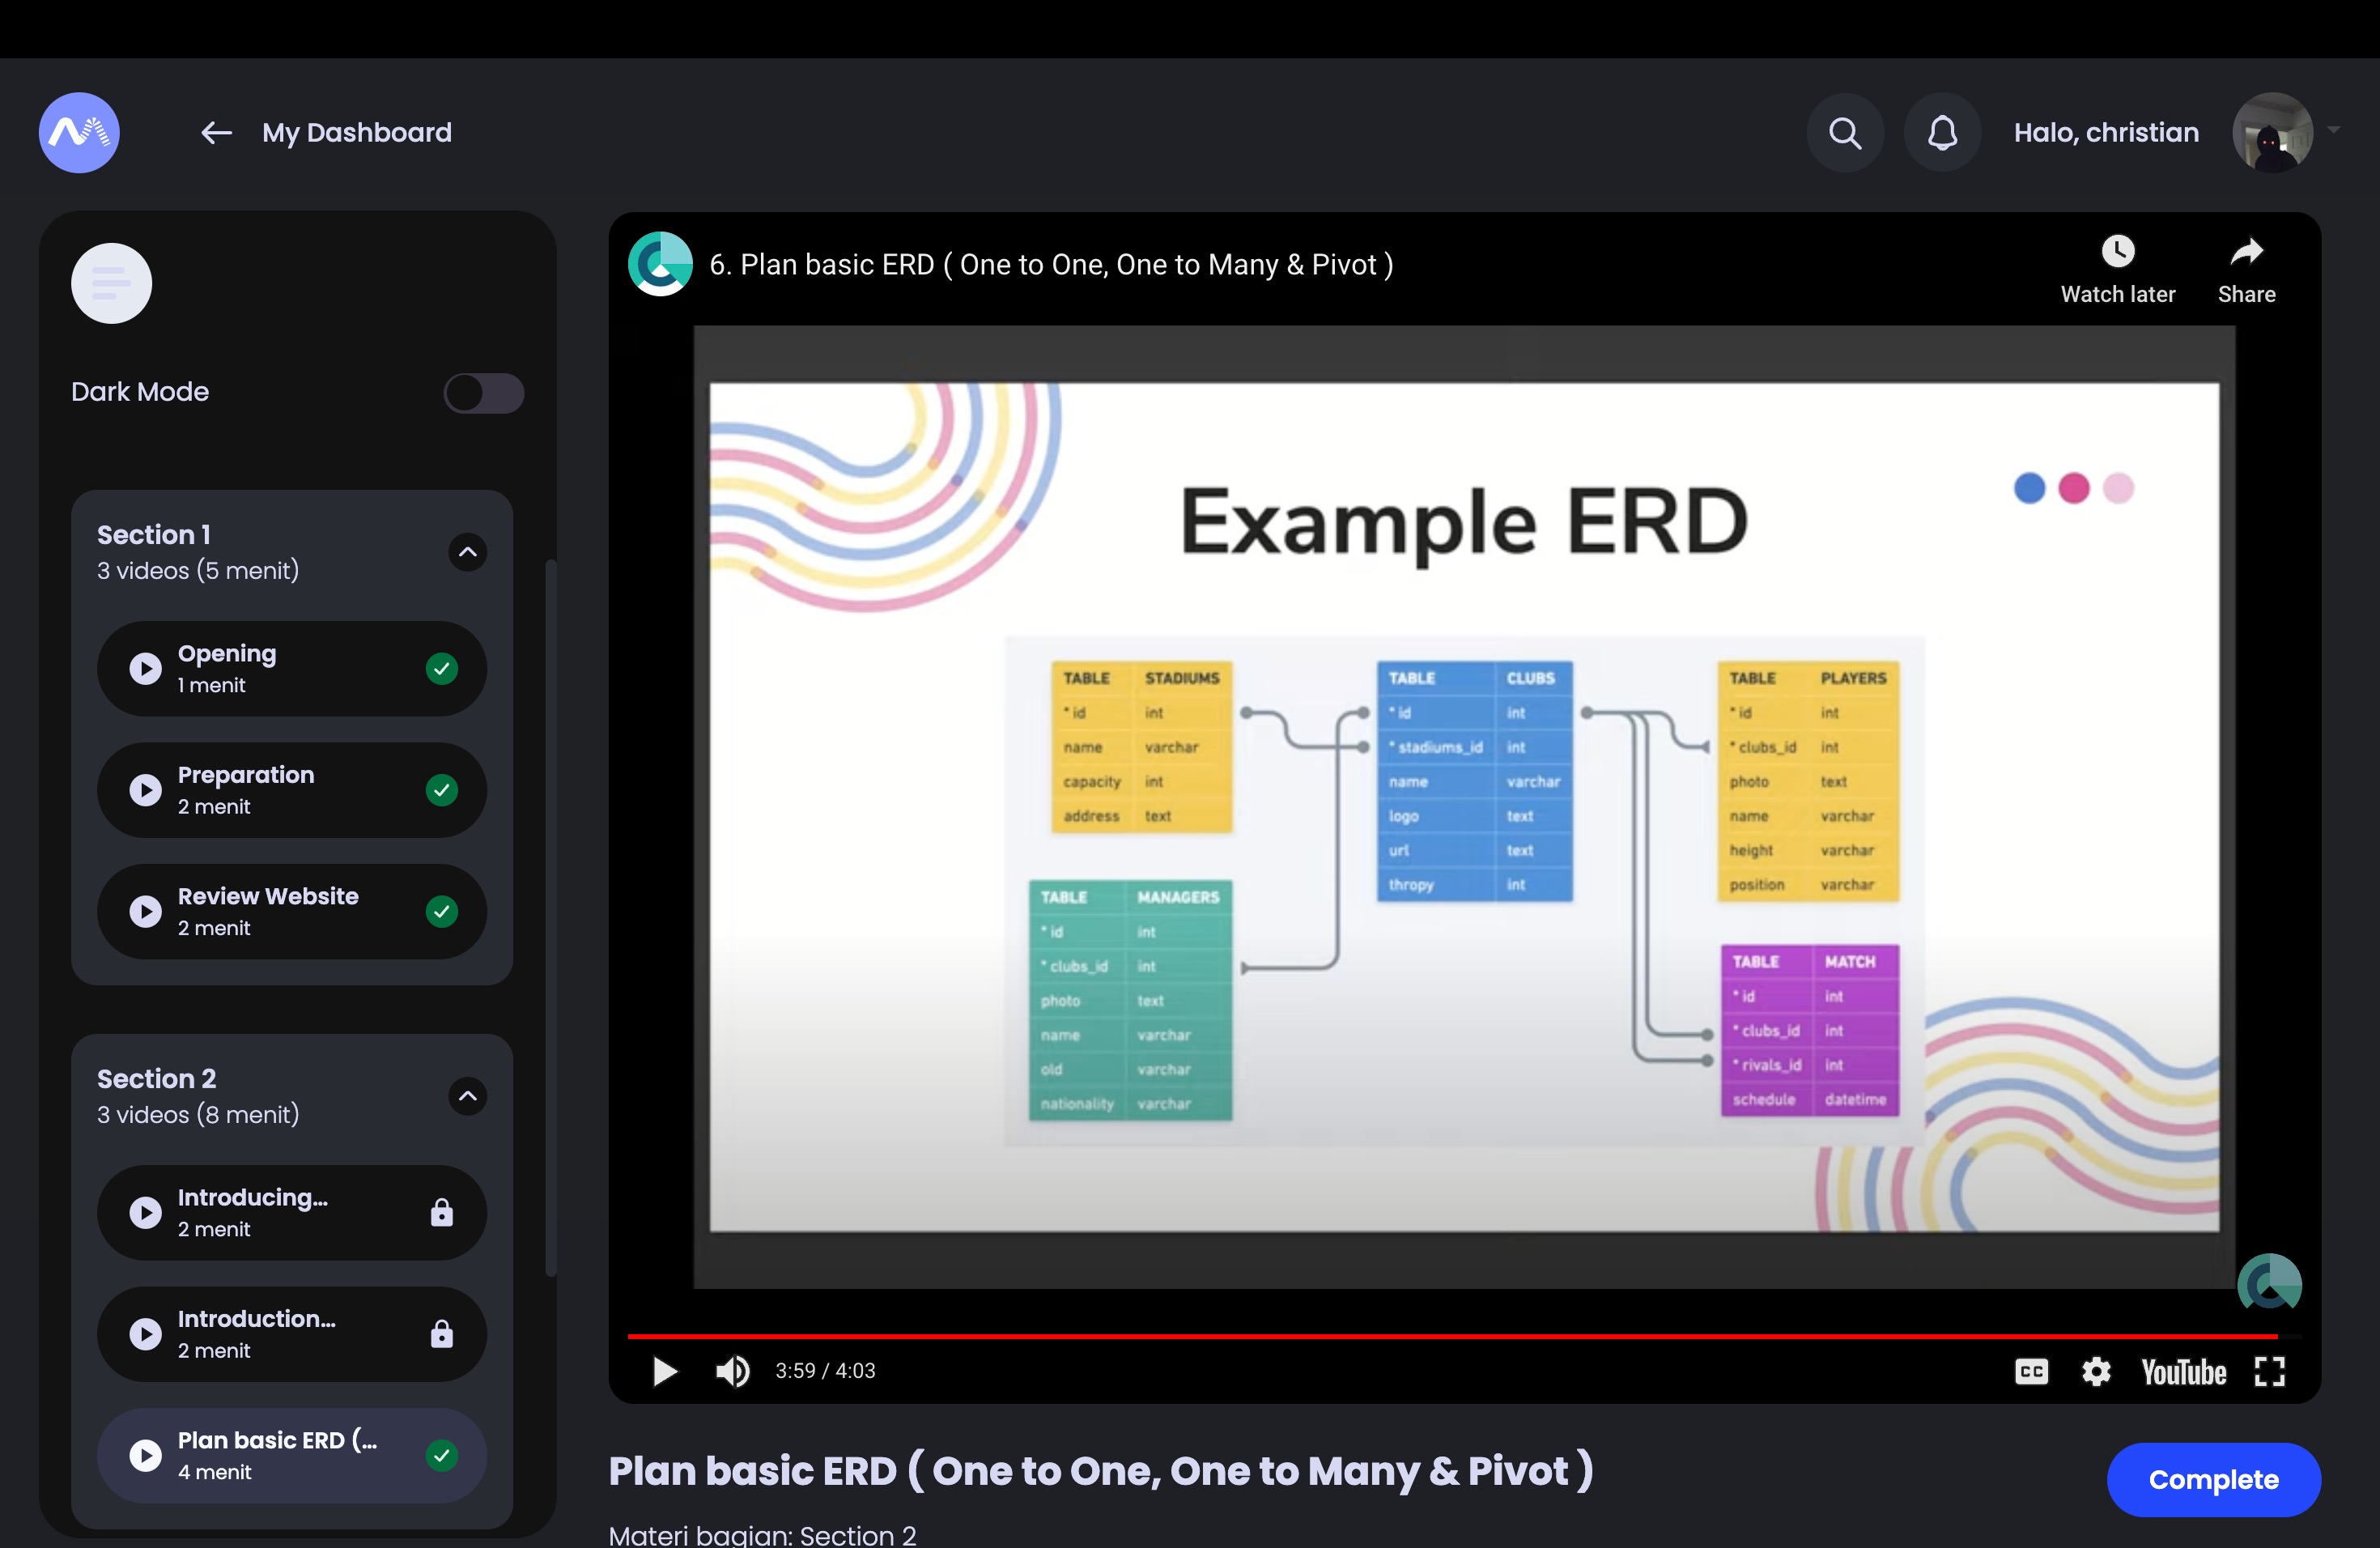 My Dashboard
Halo, christian
Dark Mode
Section 1
3 videos (5 menit)
Opening
1 menit
Preparation
2 menit
Review Website
2 menit
Section 2
3 videos (8 menit)
Introducing...
2 menit
Introduction...
2 menit
Plan basic ERD (...
4 menit
6. Plan basic ERD ( One to One, One to Many & Pivot )
Watch later
Share
Example ERD
TABLE STADIUMS
* id int
name varchar
capacity int
address text
TABLE MANAGERS
* id int
* clubs_id int
photo text
name varchar
old varchar
nationality varchar
TABLE CLUBS
* id int
* stadiums_id int
name varchar
logo text
url text
thropy int
TABLE PLAYERS
* id int
* clubs_id int
photo text
name varchar
height varchar
position varchar
TABLE MATCH
* id int
* clubs_id int
* rivals_id int
schedule datetime
3:59 / 4:03
CC
YouTube
Plan basic ERD ( One to One, One to Many & Pivot )
Complete
Materi bagian: Section 2